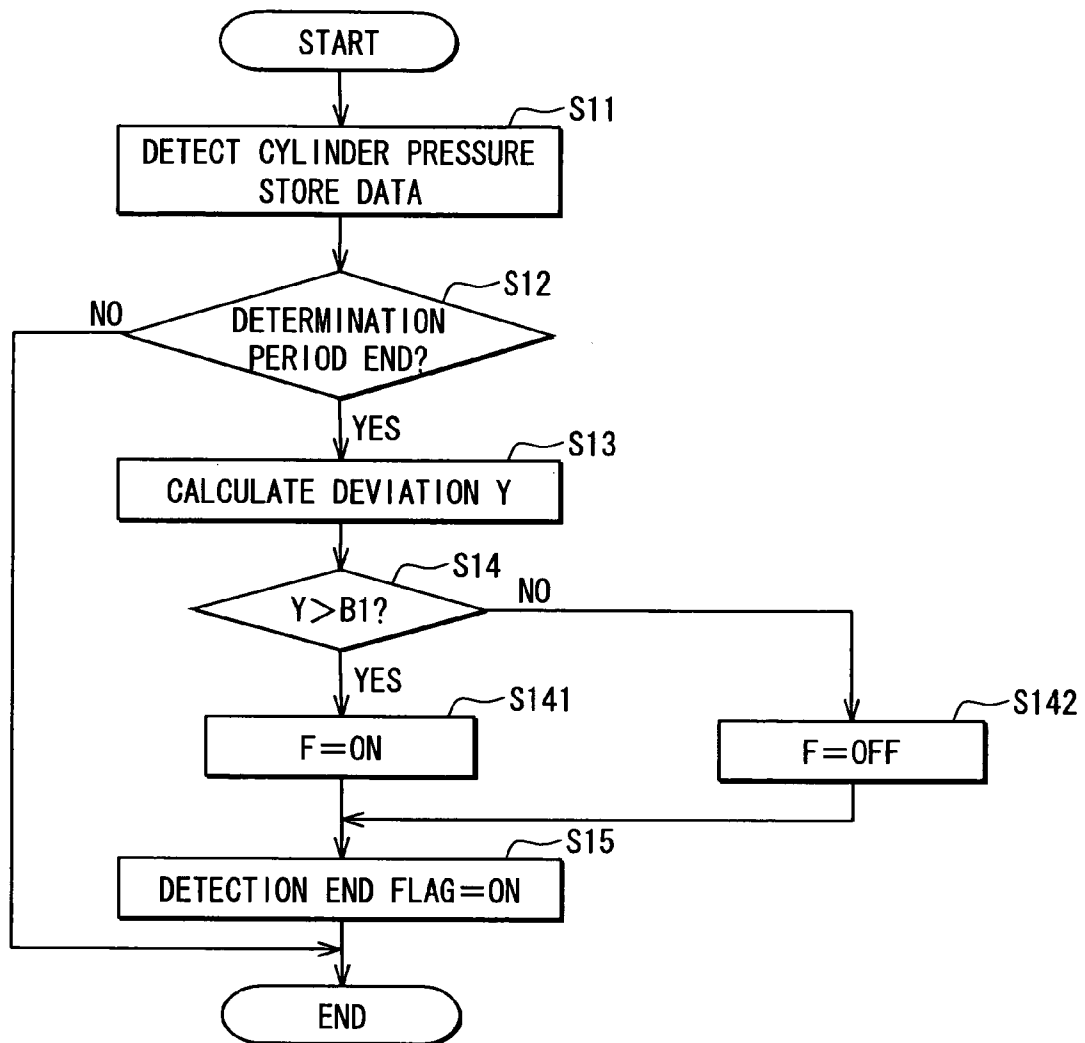 START
S11
DETECT CYLINDER PRESSURE
STORE DATA
S12
NO
DETERMINATION
PERIOD END?
YES
S13
CALCULATE DEVIATION Y
S14
NO
Y>B1?
YES
S141
S142
F=ON
F=OFF
S15
DETECTION END FLAG=ON
END